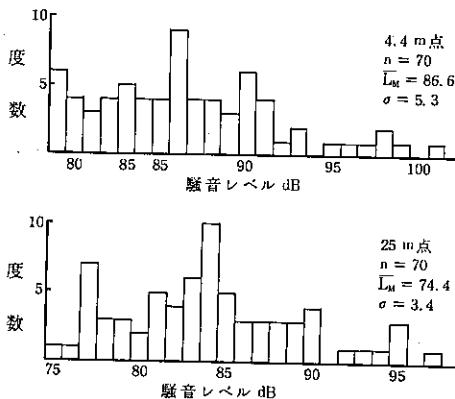 10
5
度
数
4.4 m点
n = 70
L̅M = 86.6
σ = 5.3
80 85 85 90 95 100
騒音レベル dB
10
5
度
数
25 m点
n = 70
L̅M = 74.4
σ = 3.4
75 80 85 90 95
騒音レベル dB